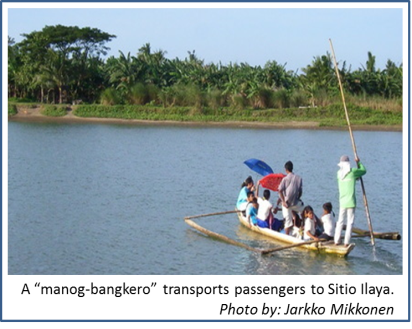 A “manog-bangkero” transports passengers to Sitio Ilaya.
Photo by: Jarkko Mikkonen